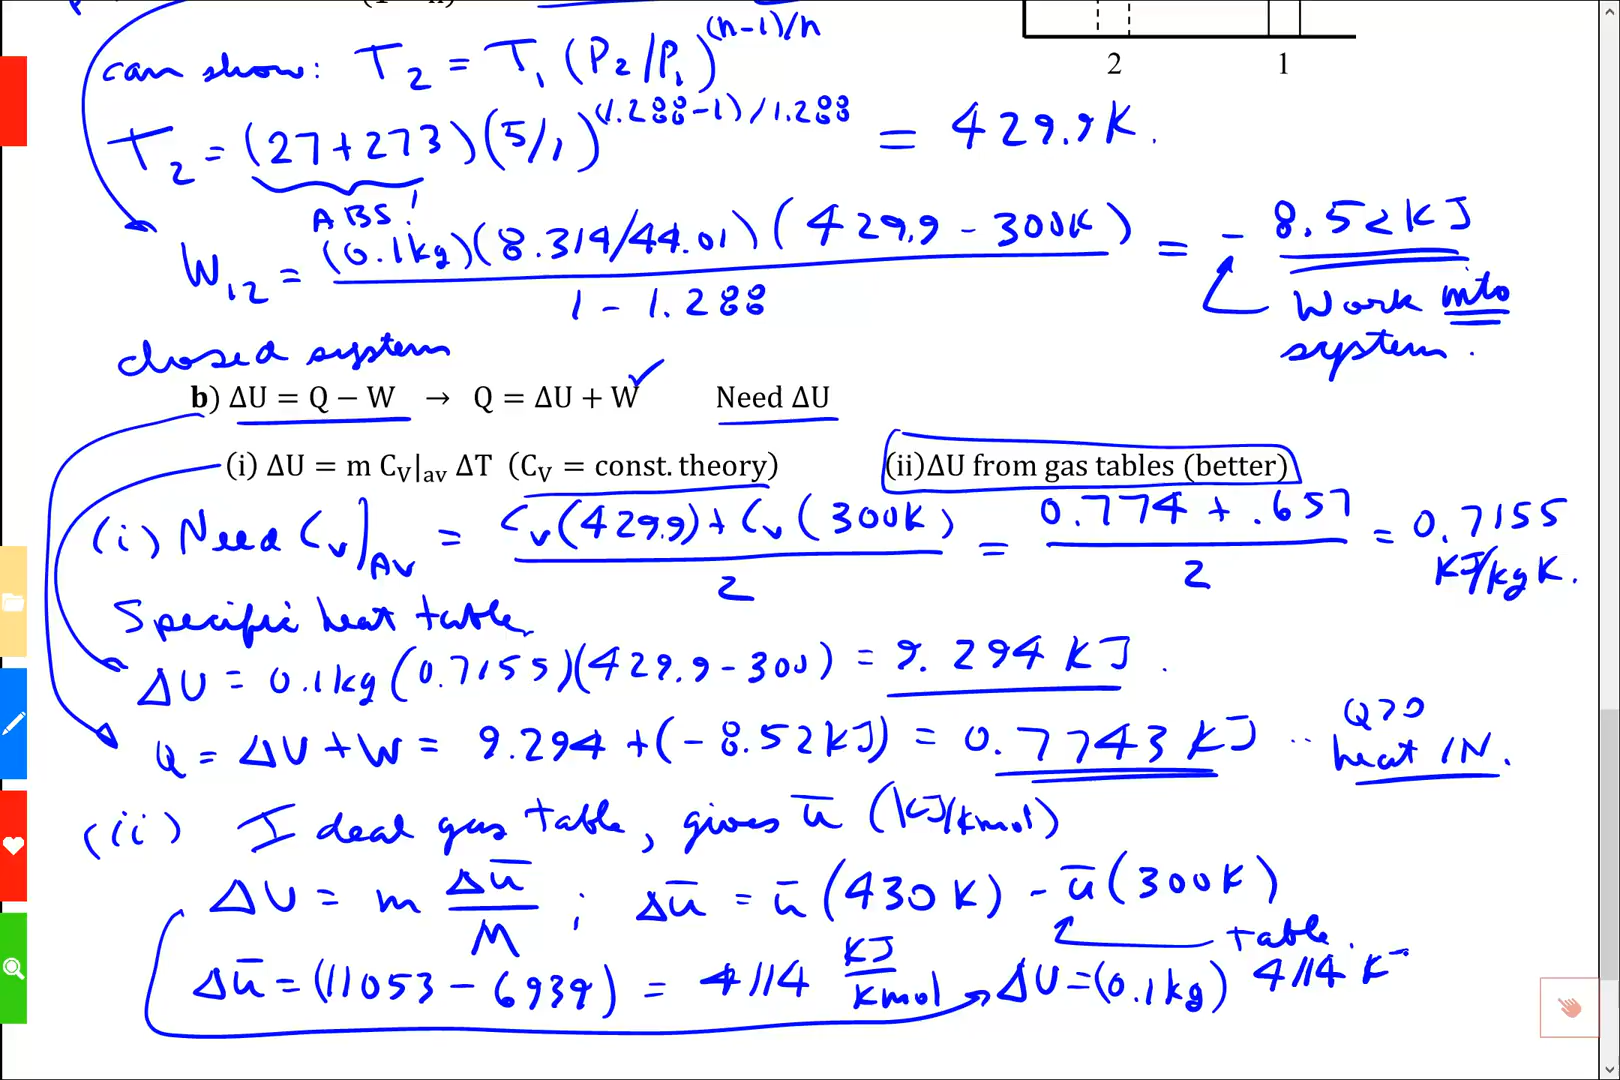 can show: T₂ = T₁ (P₂/P₁)^(n-1)/n
2 1
T₂ = (27+273)(5/1)^(1.288-1)/1.288 = 429.9K.
ABS!
W₁₂ = (0.1kg)(8.314/44.01)(429.9 - 300K) / 1 - 1.288 = - 8.52 KJ
Work into
system.
closed system
b) ΔU = Q − W → Q = ΔU + W ✓ Need ΔU
(i) ΔU = m C_V|av ΔT (C_V = const. theory) (ii)ΔU from gas tables (better)
(i) Need Cv)AV = Cv(429.9) + Cv(300K) / 2 = 0.774 + .657 / 2 = 0.7155 KJ/kgK.
Specific heat table
ΔU = 0.1kg(0.7155)(429.9-300) = 9.294 KJ.
Q = ΔU + W = 9.294 + (-8.52KJ) = 0.7743 KJ .. Q>0
heat IN.
(ii) Ideal gas table, gives ū (KJ/kmol)
ΔU = m Δū/M ; Δū = ū(430K) - ū(300K)
table.
Δū = (11053 - 6939) = 4114 KJ/Kmol → ΔU = (0.1kg) 4114 K